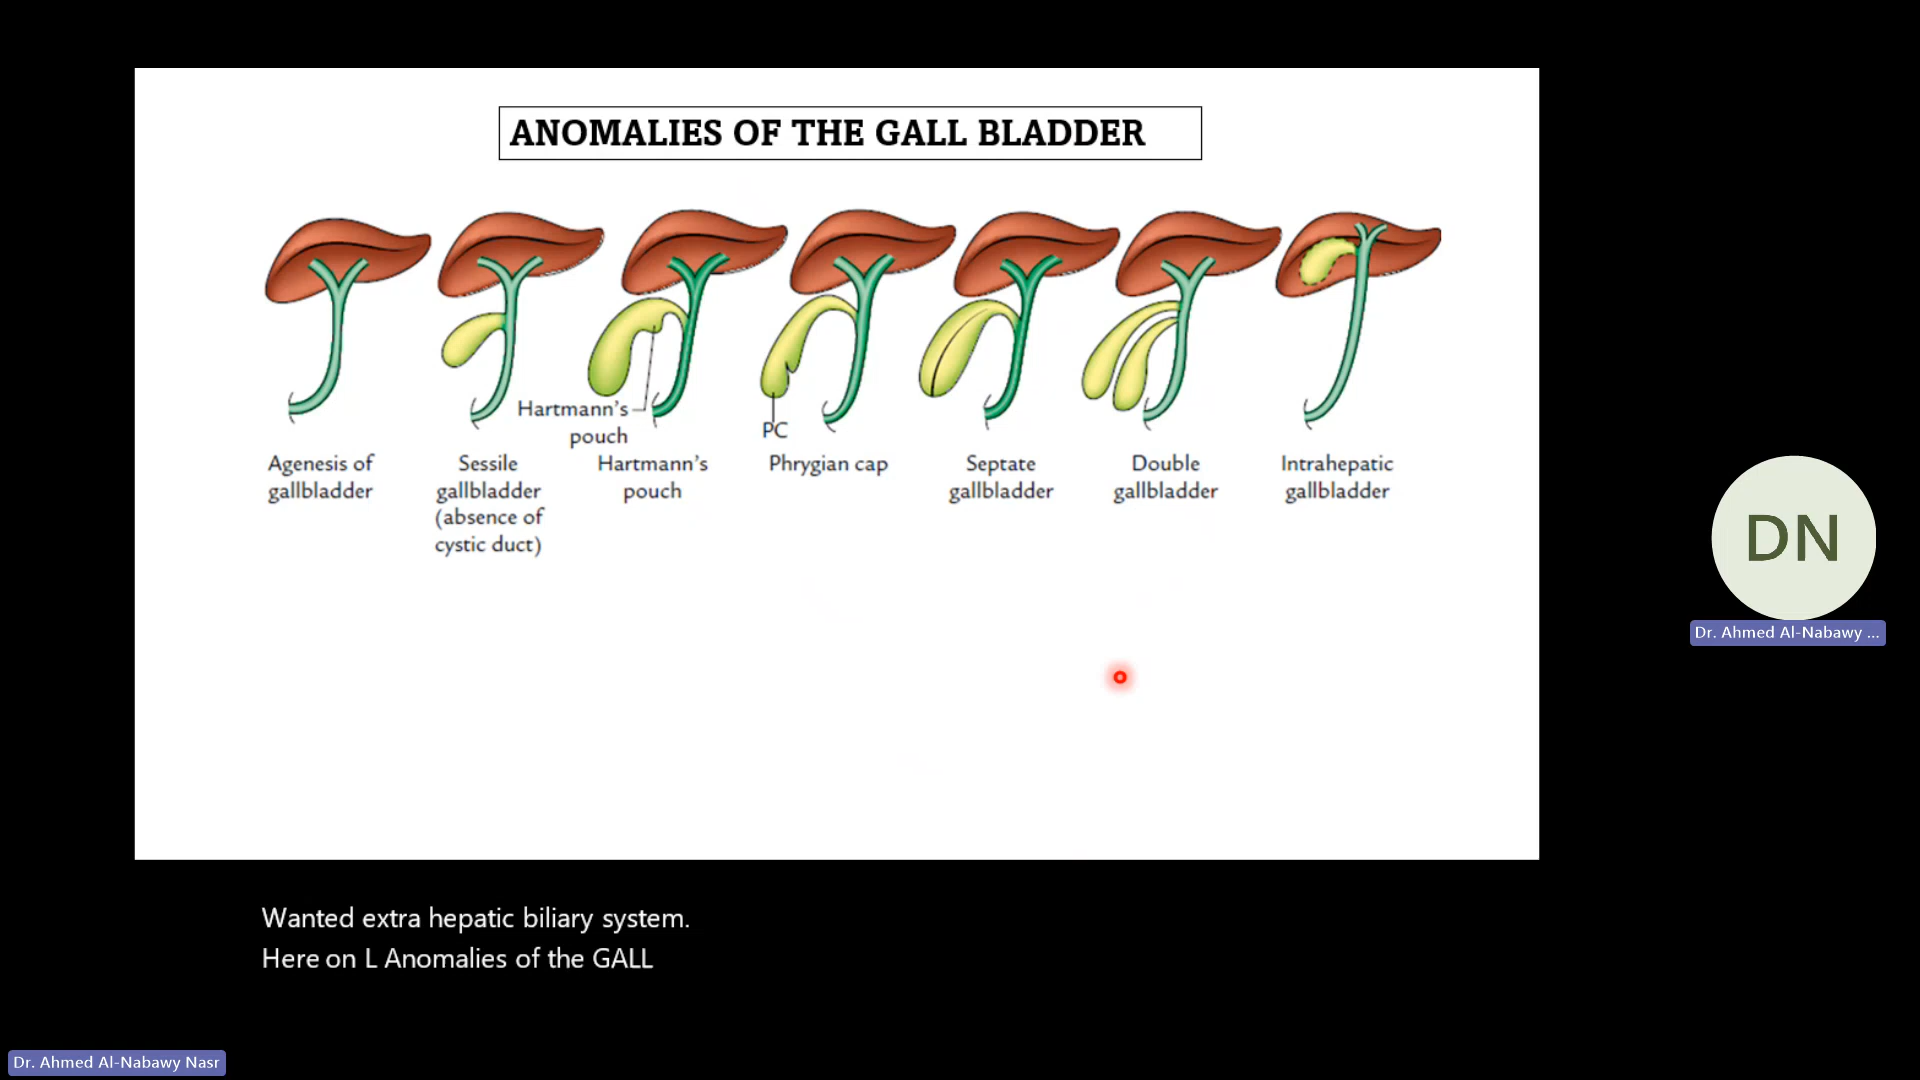 ANOMALIES OF THE GALL BLADDER
Hartmann's
pouch
PC
Agenesis of
gallbladder
Sessile
gallbladder
(absence of
cystic duct)
Hartmann's
pouch
Phrygian cap
Septate
gallbladder
Double
gallbladder
Intrahepatic
gallbladder
DN
Dr. Ahmed Al-Nabawy ...
Wanted extra hepatic biliary system.
Here on L Anomalies of the GALL
Dr. Ahmed Al-Nabawy Nasr